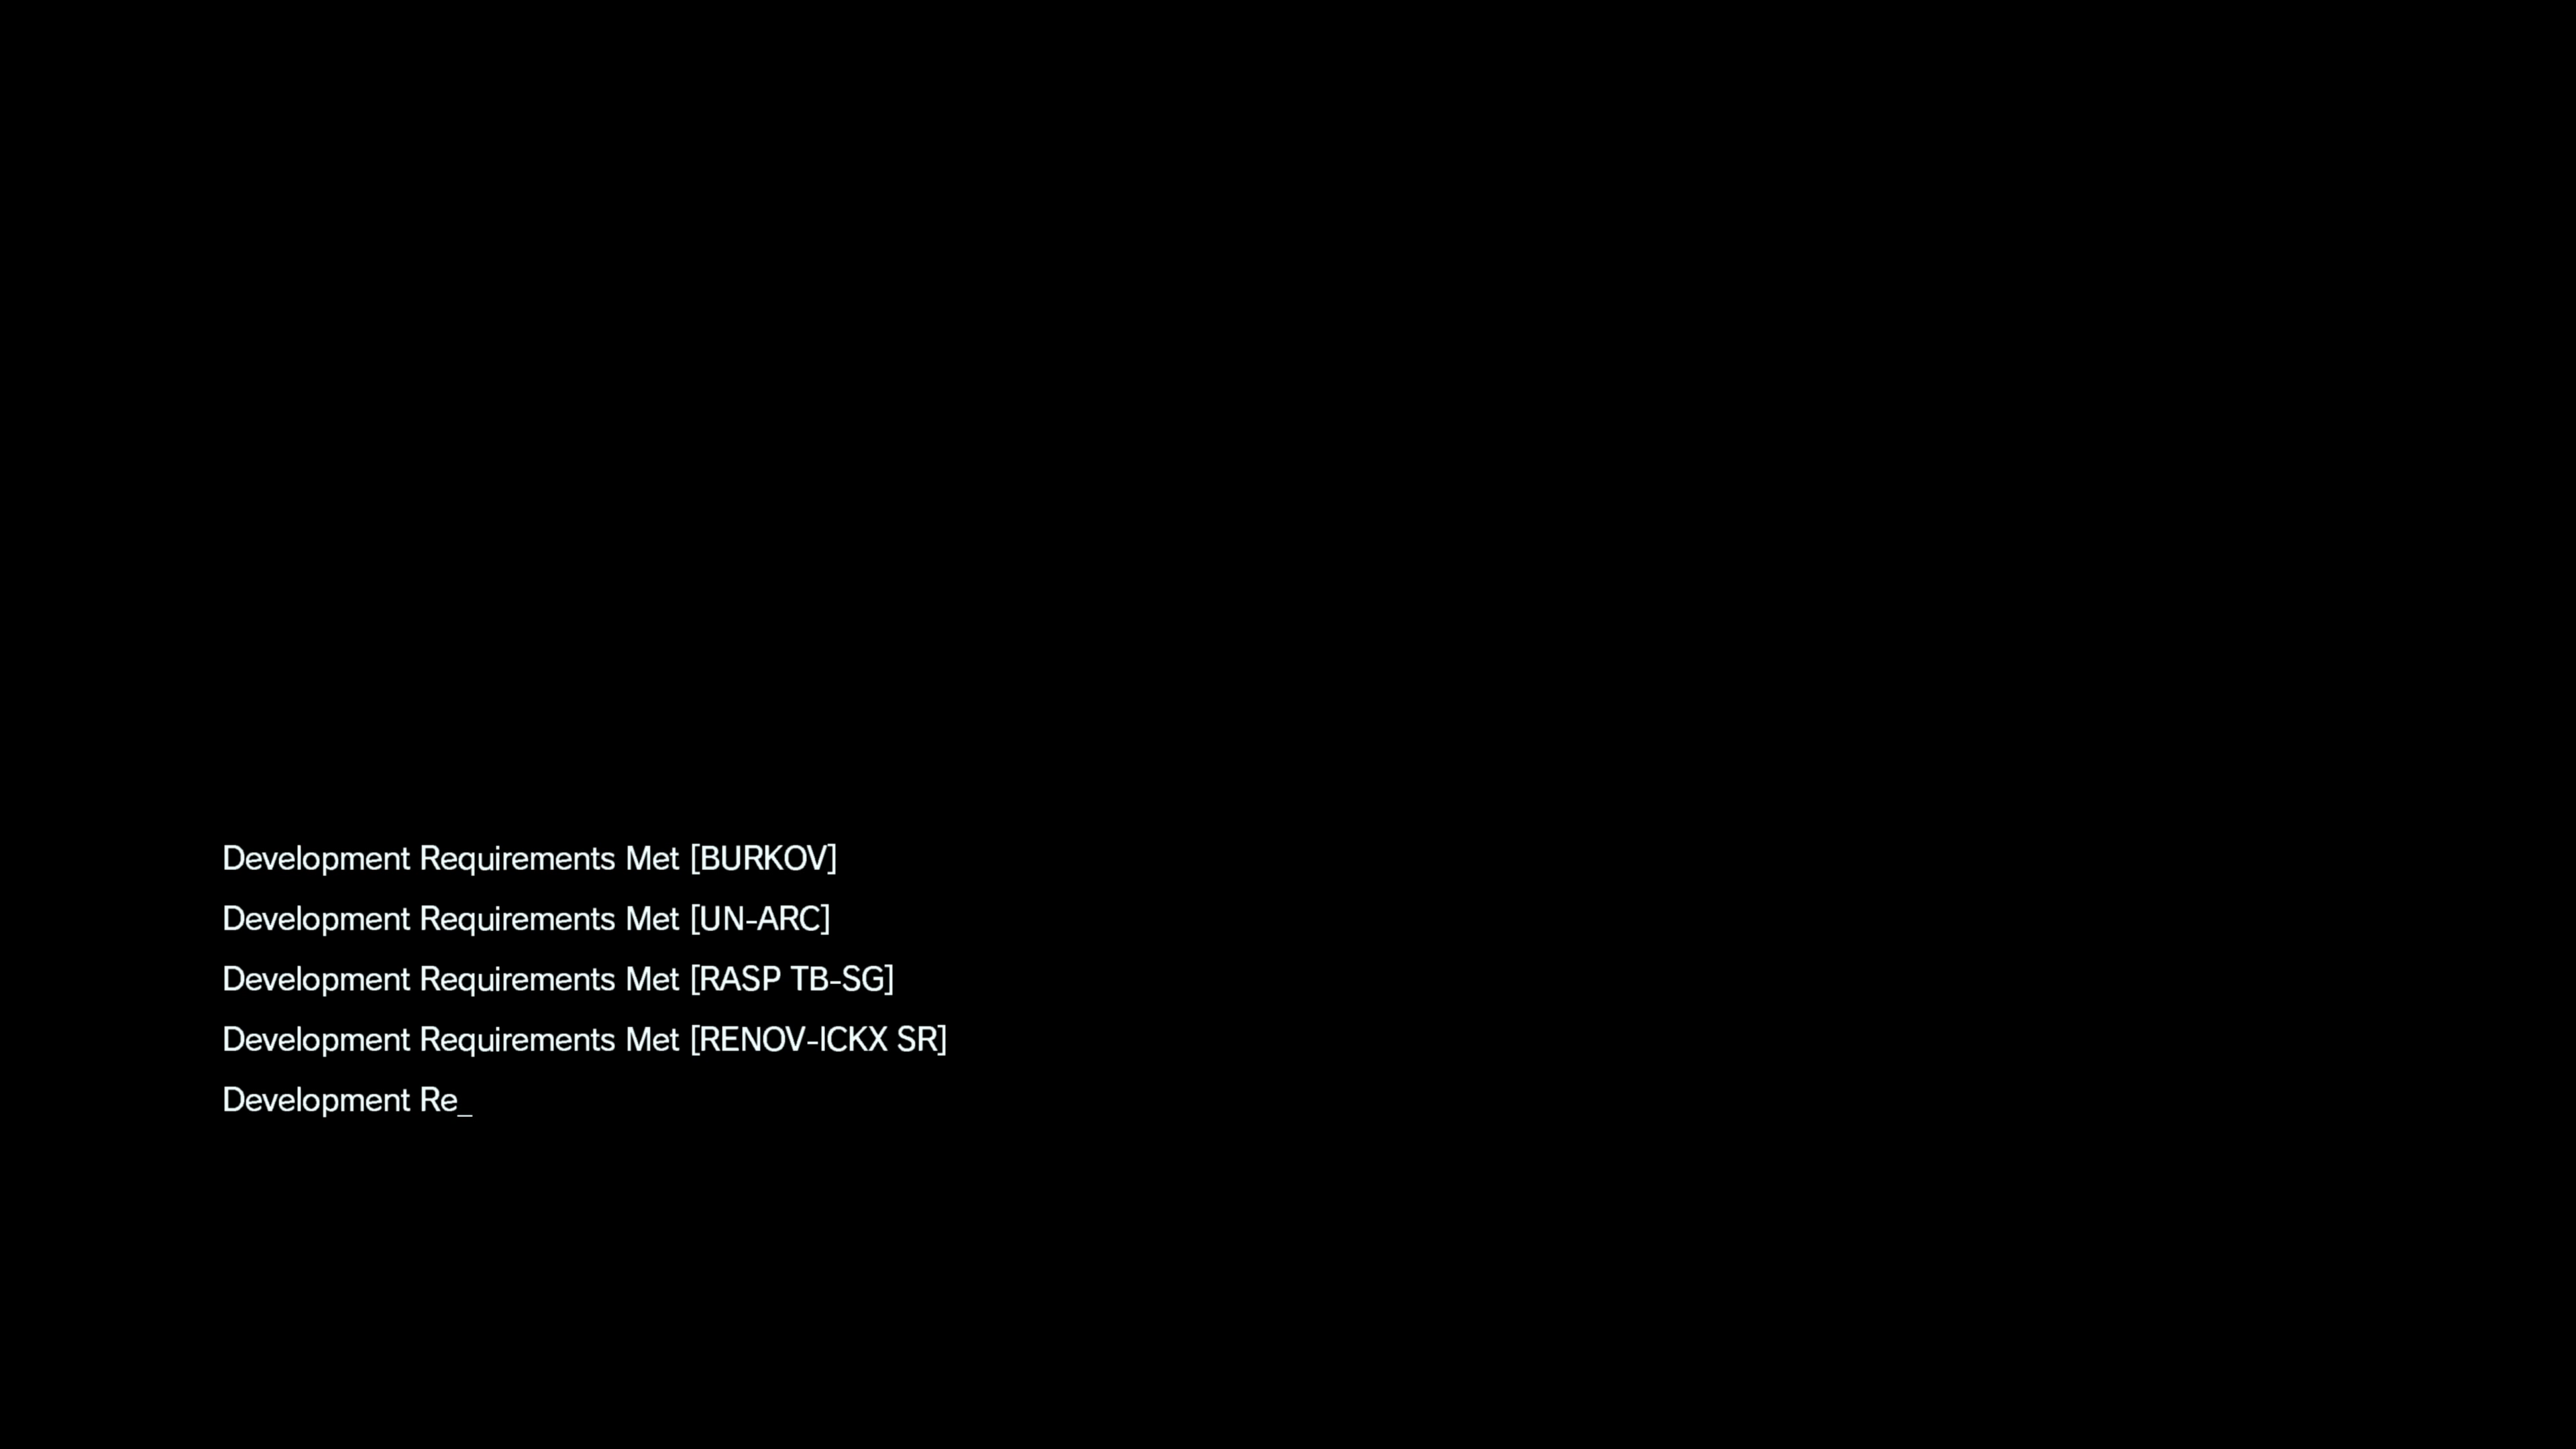 Development Requirements Met [BURKOV]
Development Requirements Met [UN-ARC]
Development Requirements Met [RASP TB-SG]
Development Requirements Met [RENOV-ICKX SR]
Development Re_